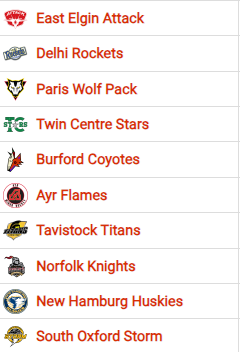 East Elgin Attack
Delhi Rockets
Paris Wolf Pack
Twin Centre Stars
Burford Coyotes
Ayr Flames
Tavistock Titans
Norfolk Knights
New Hamburg Huskies
South Oxford Storm